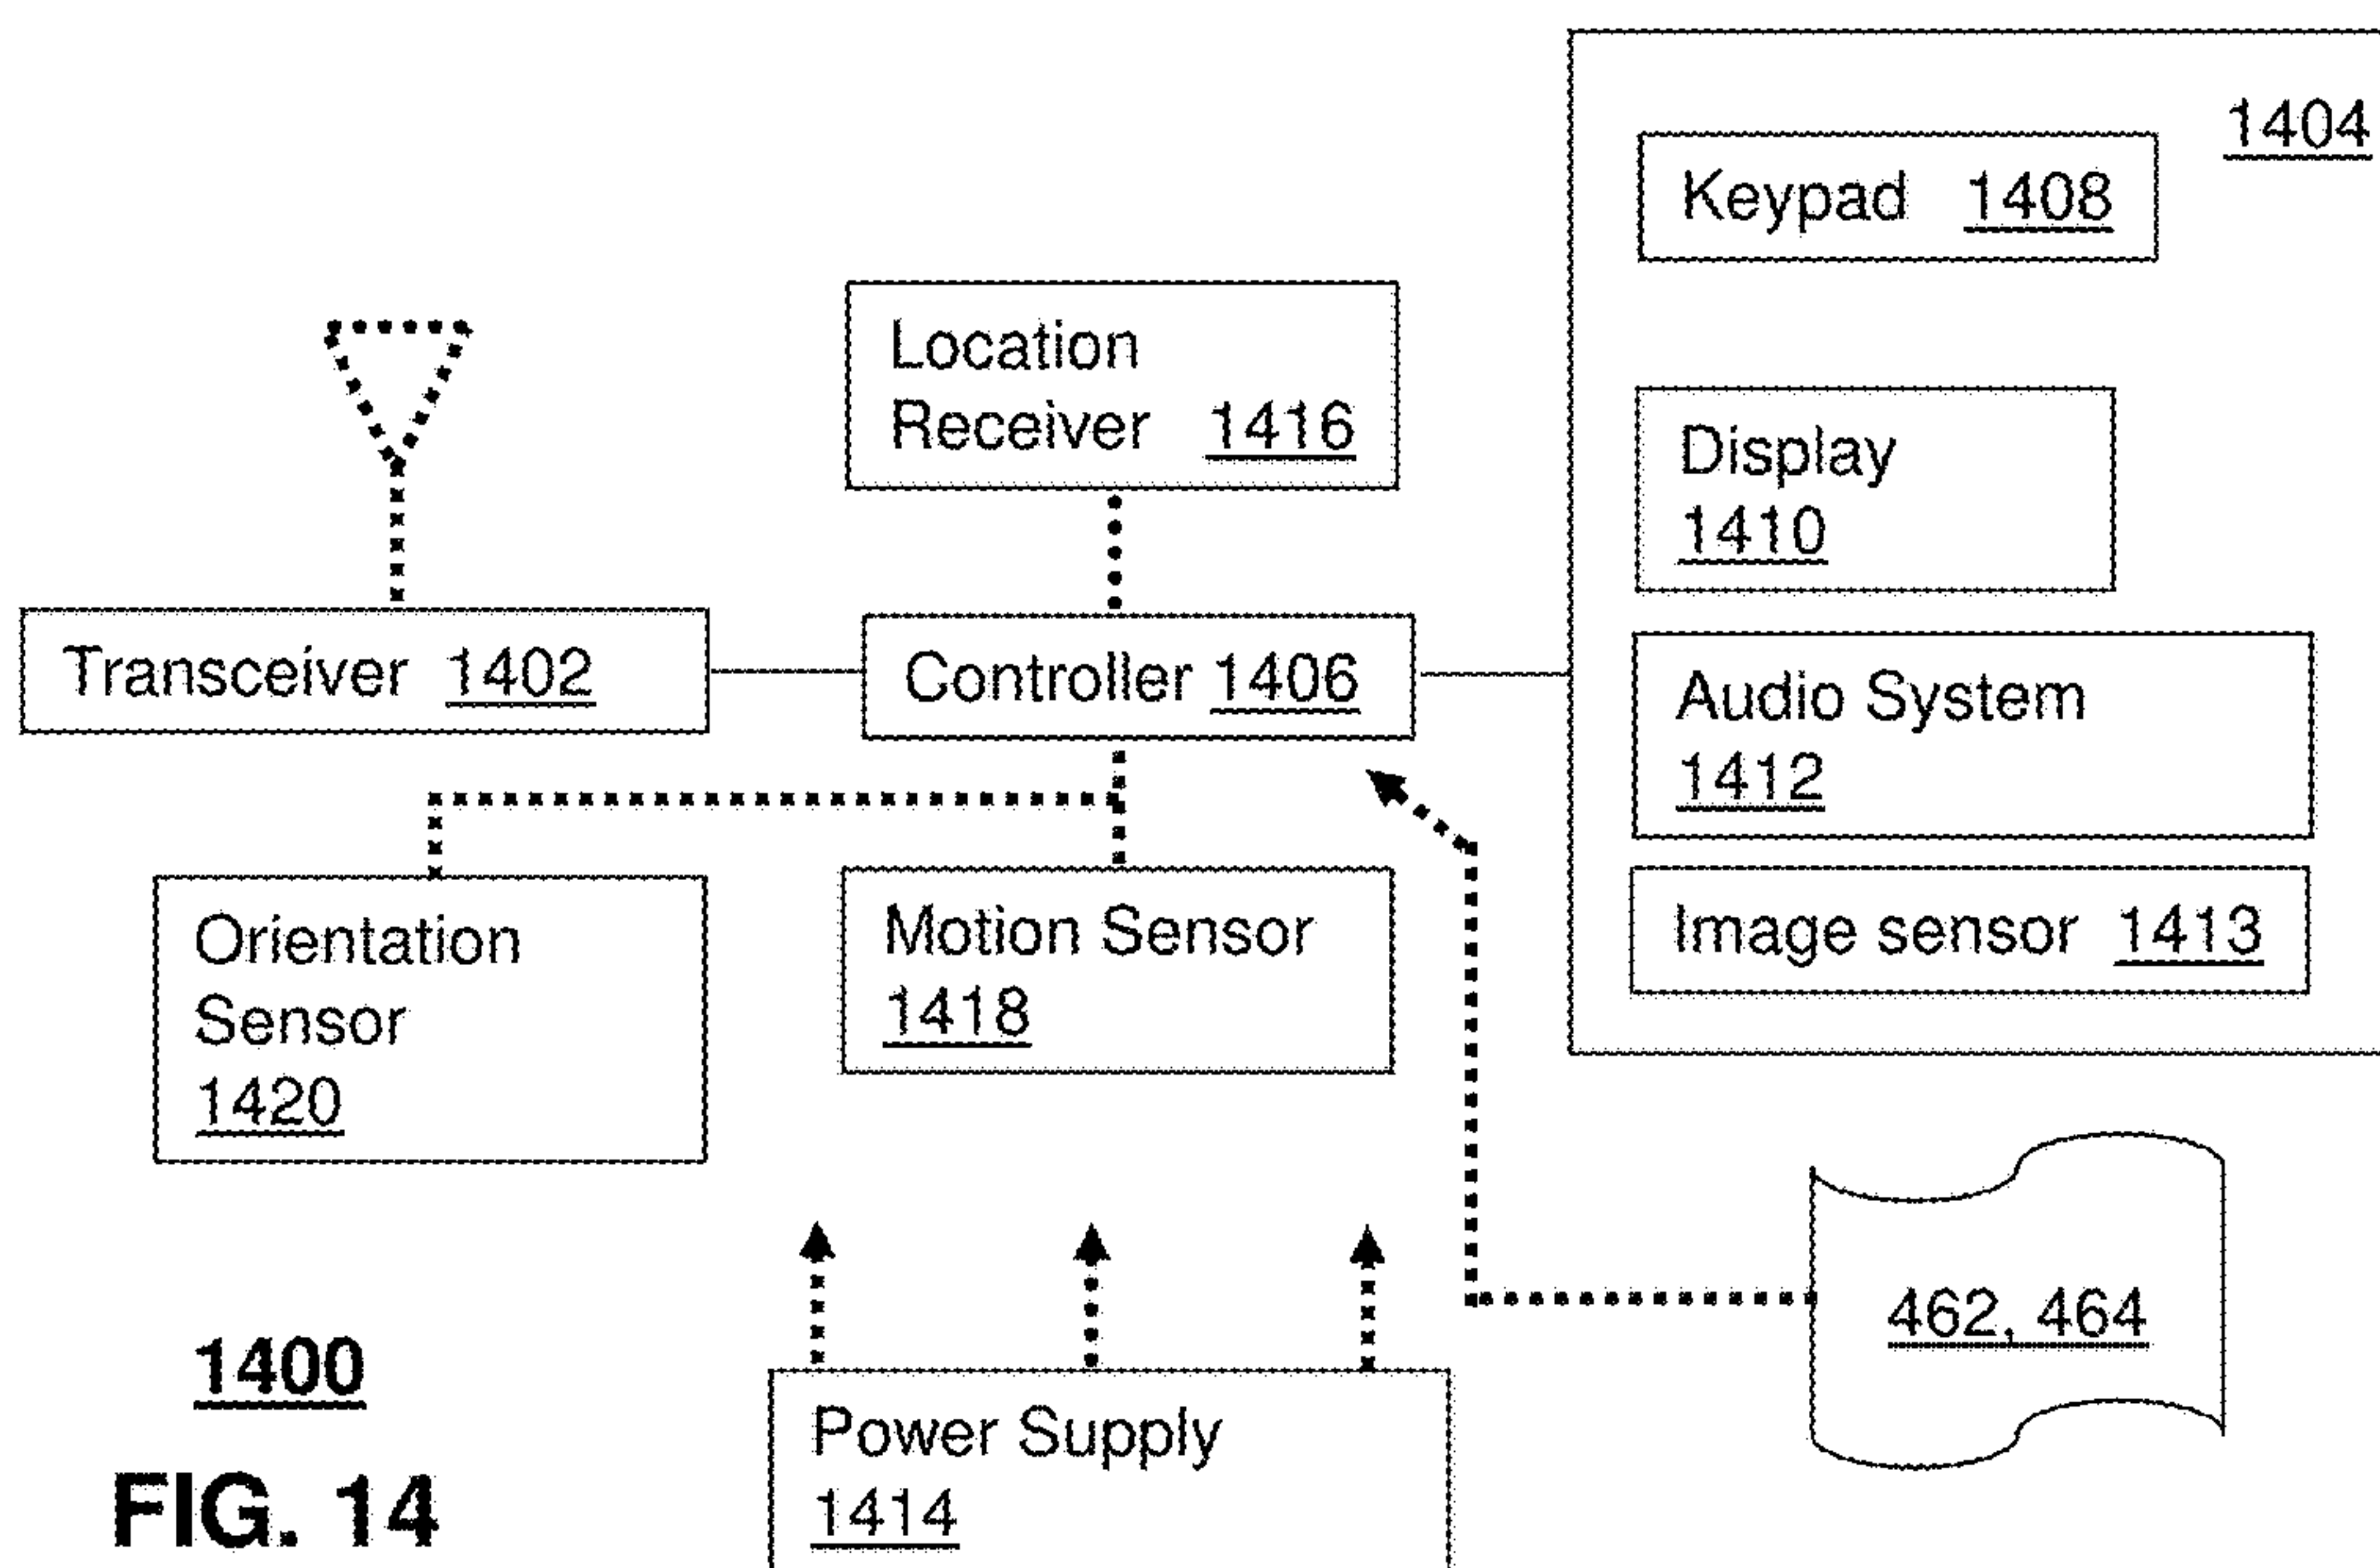 1404
Keypad 1408
Location
Receiver 1416
Display
1410
Transceiver 1402
Controller 1406
Audio System
1412
Orientation
Sensor
1420
Motion Sensor
1418
Image sensor 1413
462, 464
1400
FIG. 14
Power Supply
1414